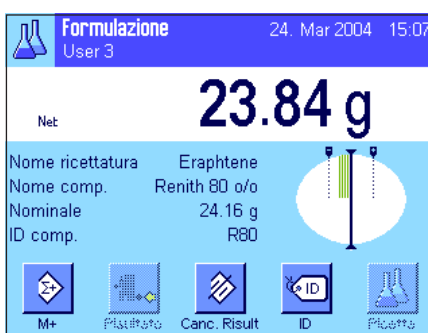 Formulazione 24. Mar 2004 15:07
User 3
Net 23.84 g
Nome ricettatura Eraphtene
Nome comp. Renith 80 o/o
Nominale 24.16 g
ID comp. R80
Σ+ ID
M+ Risultato Canc. Risult ID Ricetta